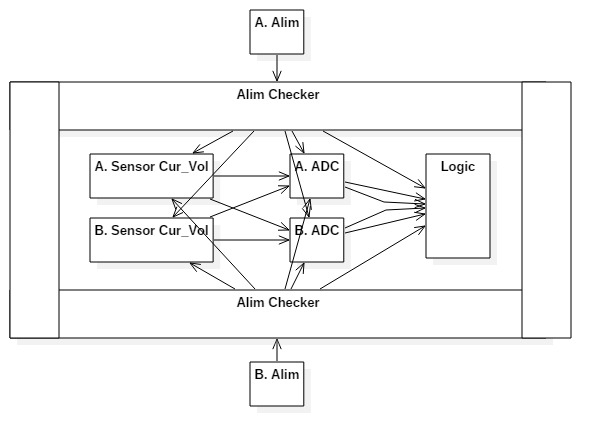 A. Alim
Alim Checker
A. Sensor Cur_Vol
A. ADC
Logic
B. Sensor Cur_Vol
B. ADC
Alim Checker
B. Alim